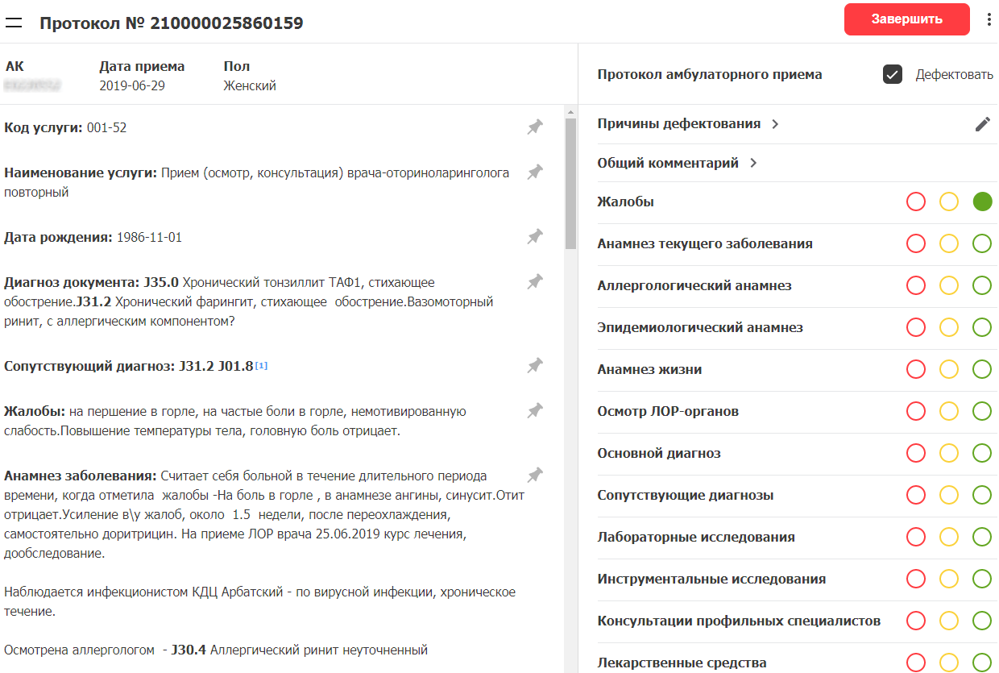 Протокол № 210000025860159
Завершить
АК
Дата приема
Пол
2019-06-29
Женский
Код услуги: 001-52
Наименование услуги: Прием (осмотр, консультация) врача-оториноларинголога
повторный
Дата рождения: 1986-11-01
Диагноз документа: J35.0 Хронический тонзиллит ТАФ1, стихающее
обострение.J31.2 Хронический фарингит, стихающее  обострение.Вазомоторный
ринит, с аллергическим компонентом?
Сопутствующий диагноз: J31.2 J01.8[1]
Жалобы: на першение в горле, на частые боли в горле, немотивированную
слабость.Повышение температуры тела, головную боль отрицает.
Анамнез заболевания: Считает себя больной в течение длительного периода
времени, когда отметила  жалобы -На боль в горле , в анамнезе ангины, синусит.Отит
отрицает.Усиление в\у жалоб, около  1.5  недели, после переохлаждения,
самостоятельно доритрицин. На приеме ЛОР врача 25.06.2019 курс лечения,
дообследование.
Наблюдается инфекционистом КДЦ Арбатский - по вирусной инфекции, хроническое
течение.
Осмотрена аллергологом  - J30.4 Аллергический ринит неуточненный
Протокол амбулаторного приема
Дефектовать
Причины дефектования
Общий комментарий
Жалобы
Анамнез текущего заболевания
Аллергологический анамнез
Эпидемиологический анамнез
Анамнез жизни
Осмотр ЛОР-органов
Основной диагноз
Сопутствующие диагнозы
Лабораторные исследования
Инструментальные исследования
Консультации профильных специалистов
Лекарственные средства